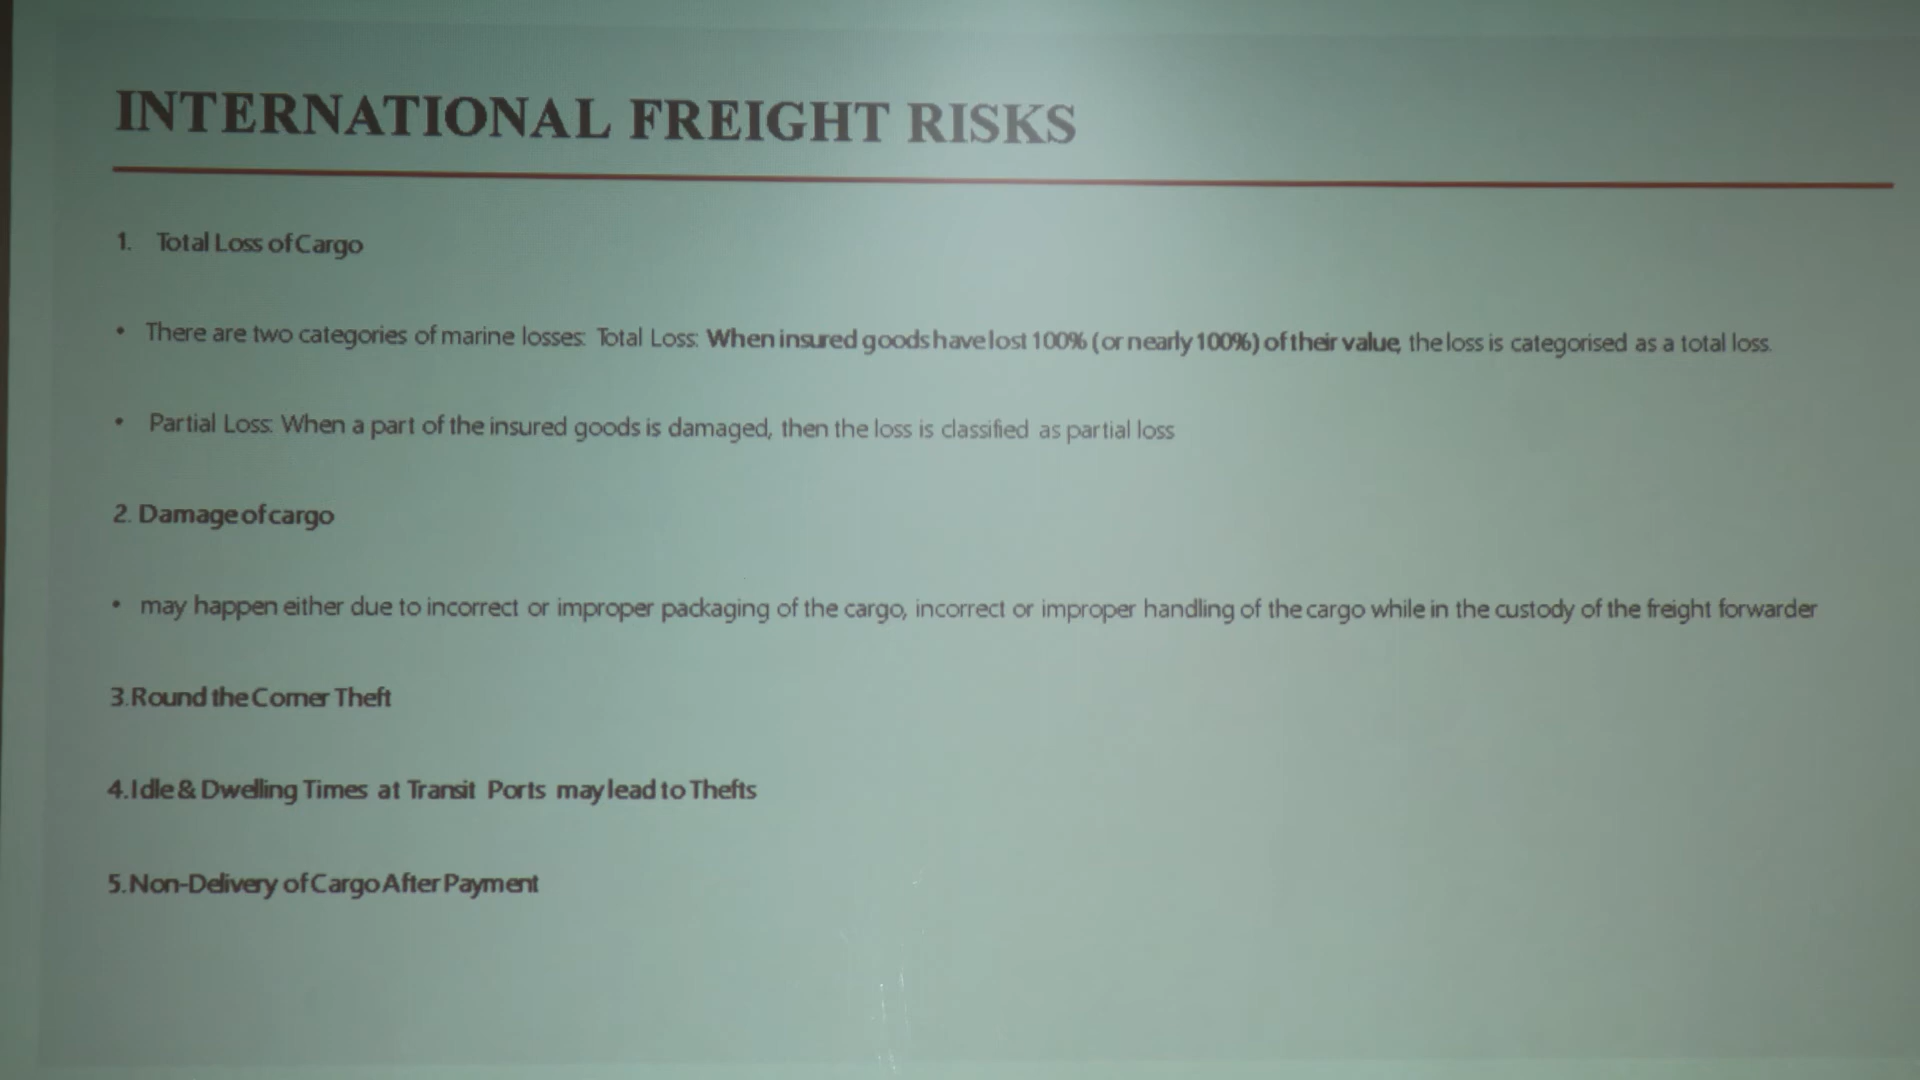 INTERNATIONAL FREIGHT RISKS
1. Total Loss of Cargo
• There are two categories of marine losses: Total Loss: When insured goods have lost 100% (or nearly 100%) of their value, the loss is categorised as a total loss.
• Partial Loss: When a part of the insured goods is damaged, then the loss is classified as partial loss
2. Damage of cargo
• may happen either due to incorrect or improper packaging of the cargo, incorrect or improper handling of the cargo while in the custody of the freight forwarder
3.Round the Corner Theft
4.Idle & Dwelling Times at Transit Ports may lead to Thefts
5.Non-Delivery of Cargo After Payment